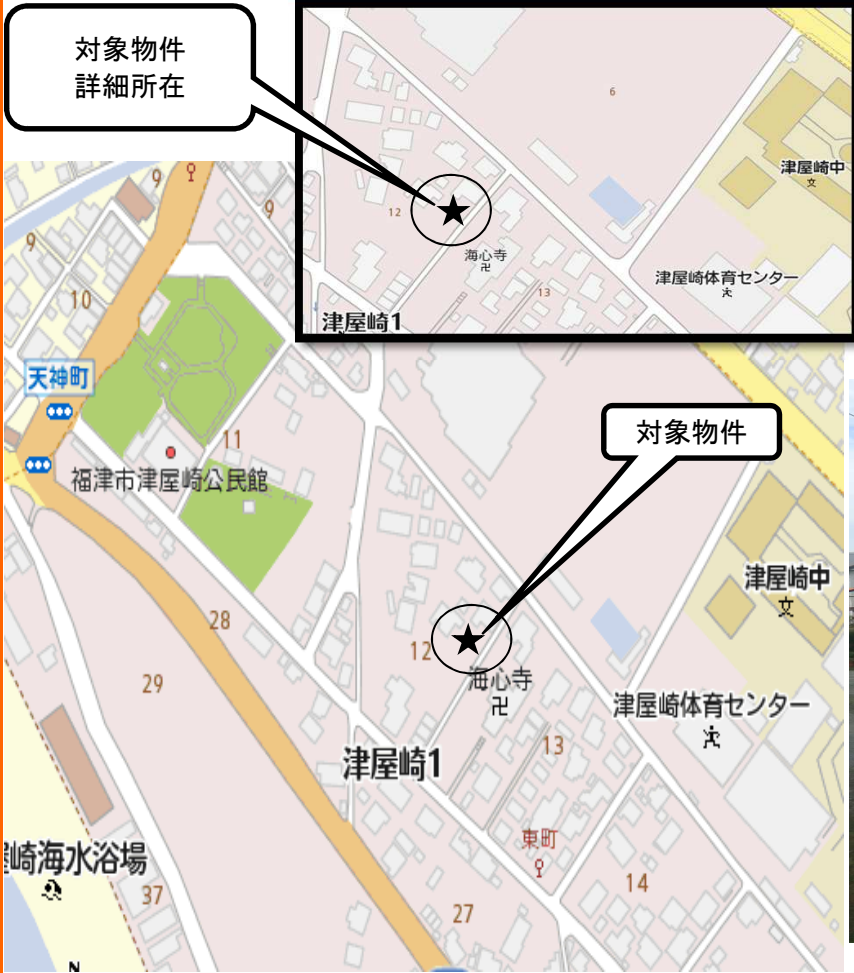 対象物件
詳細所在
6
津屋崎中
文
12
海心寺
卍
13
津屋崎体育センター
津屋崎1
9
9
9
10
天神町
11
福津市津屋崎公民館
対象物件
津屋崎中
文
28
12
29
海心寺
卍
津屋崎体育センター
13
津屋崎1
東町
崎海水浴場
14
37
27
N